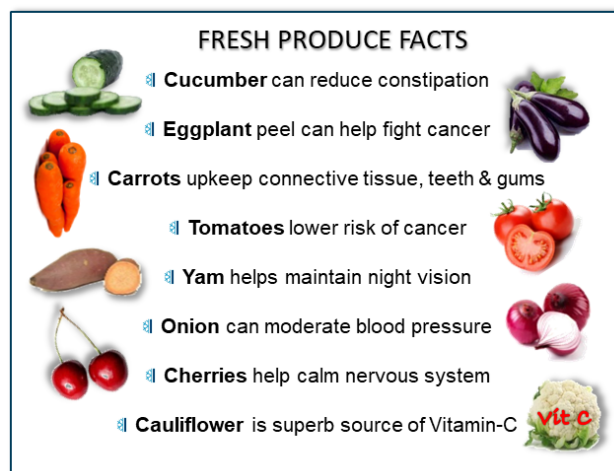 FRESH PRODUCE FACTS
Cucumber can reduce constipation
Eggplant peel can help fight cancer
Carrots upkeep connective tissue, teeth & gums
Tomatoes lower risk of cancer
Yam helps maintain night vision
Onion can moderate blood pressure
Cherries help calm nervous system
Cauliflower is superb source of Vitamin-C
Vit C